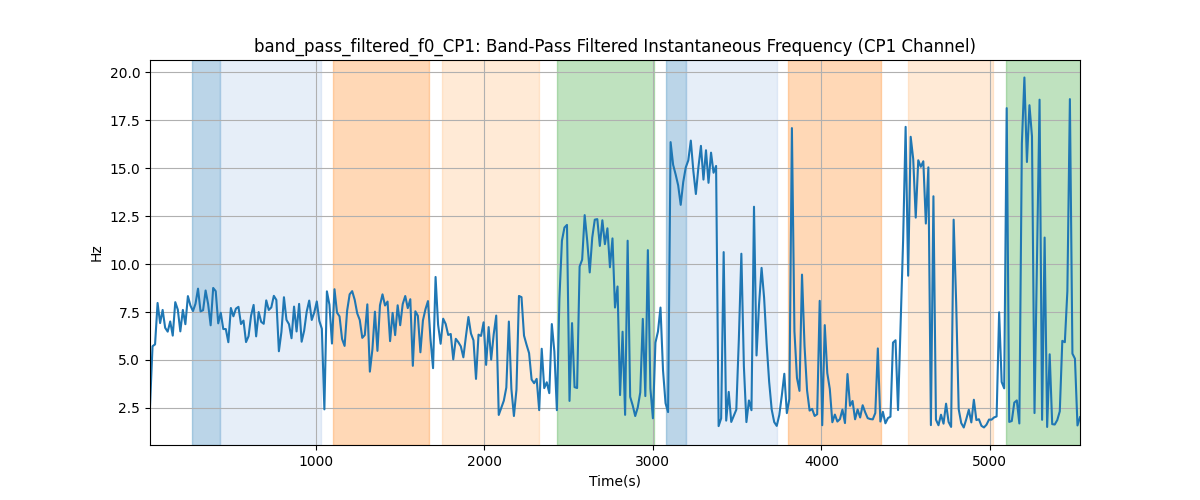 band_pass_filtered_f0_CP1: Band-Pass Filtered Instantaneous Frequency (CP1 Channel)
20.0
17.5
15.0
12.5
10.0
7.5
5.0
2.5
Hz
1000 2000 3000 4000 5000
Time(s)